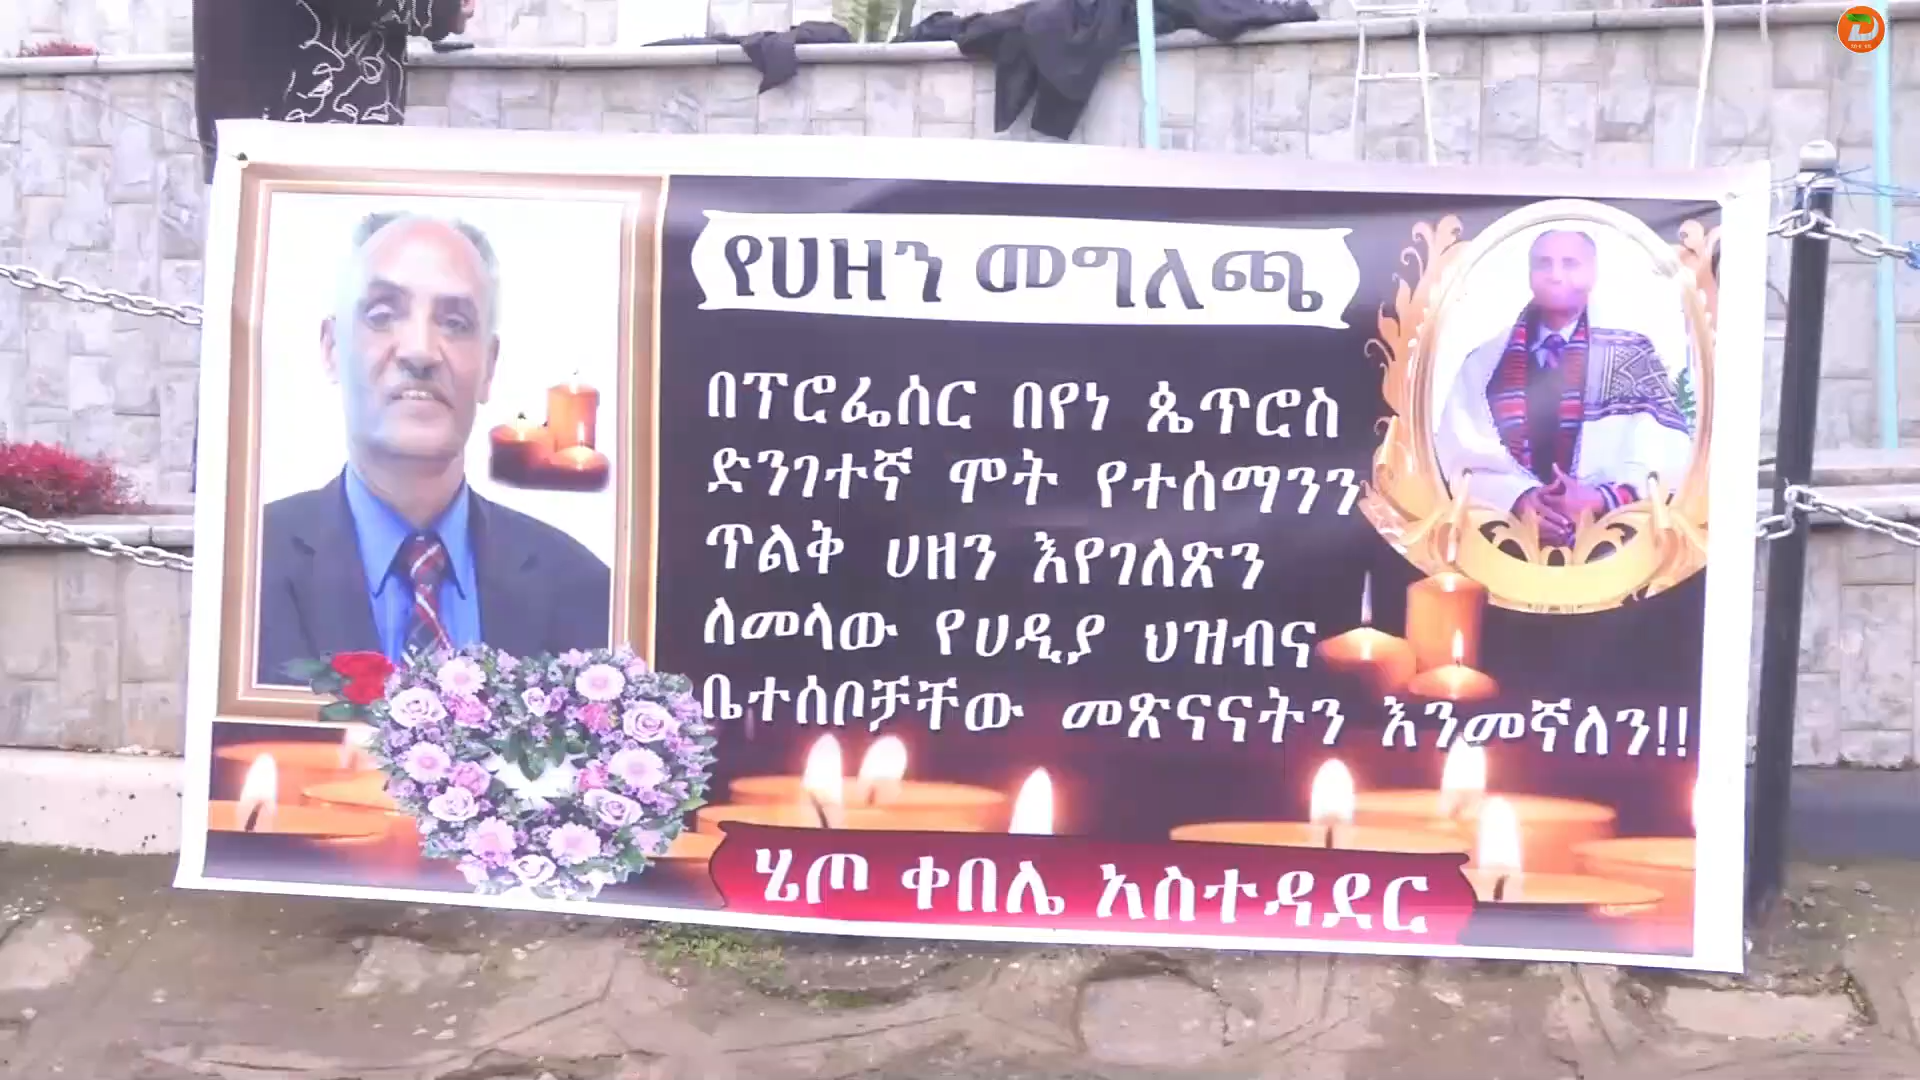 የሀዘን መግለጫ
በፕሮፌሰር በየነ ጴጥሮስ
ድንገተኛ ሞት የተሰማንን
ጥልቅ ሀዘን እየገለጽን
ለመላው የሀዲያ ህዝብና
ቤተሰቦቻቸው መጽናናትን እንመኛለን!!
ሄጦ ቀበሌ አስተዳደር